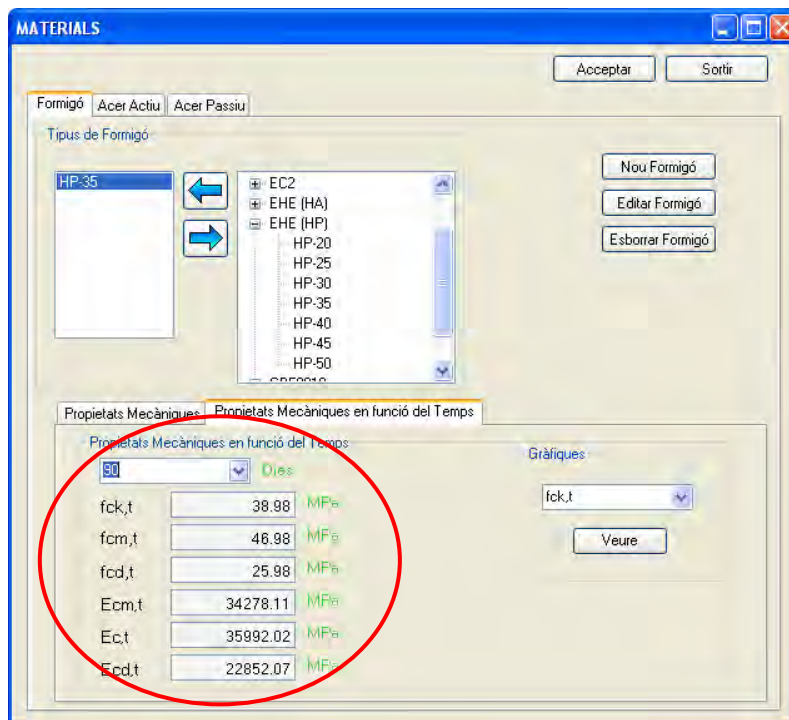 MATERIALS
Acceptar Sortir
Formigó Acer Actiu Acer Passiu
Tipus de Formigó
HP-35
EC2
EHE (HA)
EHE (HP)
HP-20
HP-25
HP-30
HP-35
HP-40
HP-45
HP-50
Nou Formigó
Editar Formigó
Esborrar Formigó
Propietats Mecàniques Propietats Mecàniques en funció del Temps
Propietats Mecàniques en funció del Temps
90 Dies
fck,t 38.98 MPa
fcm,t 46.98 MPa
fcd,t 25.98 MPa
Ecm,t 34278.11 MPa
Ec,t 35992.02 MPa
Ecd,t 22852.07 MPa
Gràfiques
fck,t
Veure